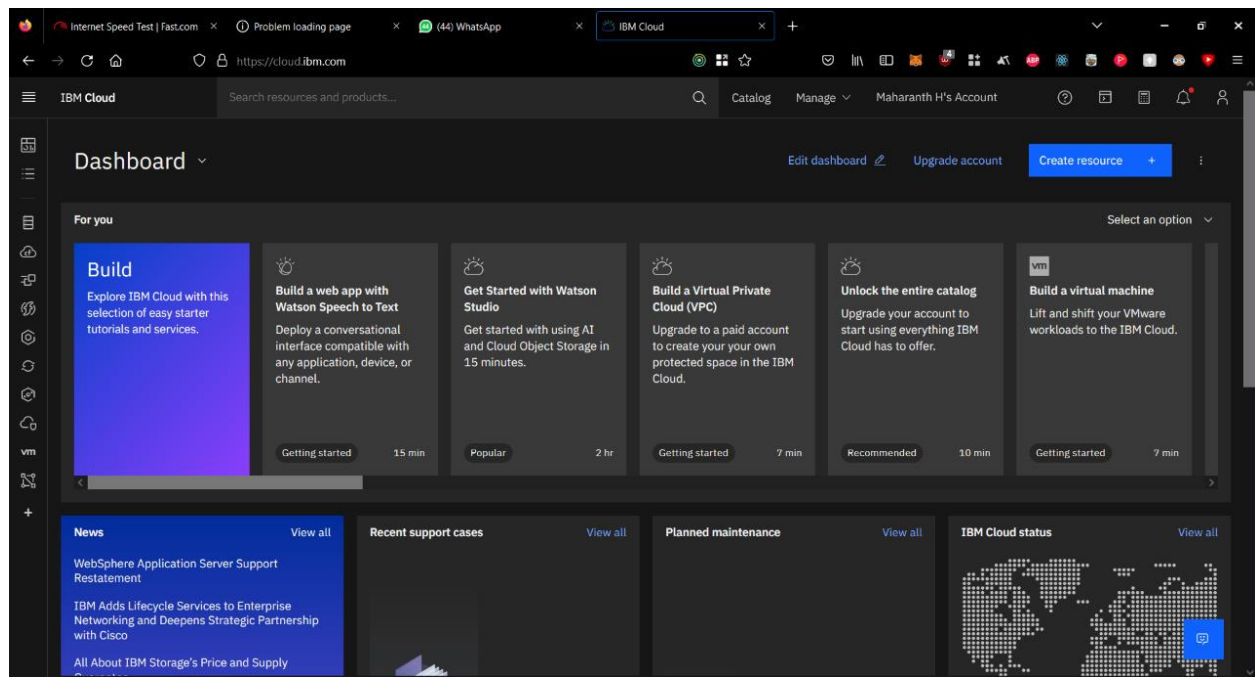 Internet Speed Test | Fast.com
Problem loading page
(44) WhatsApp
IBM Cloud
https://cloud.ibm.com
4
ABP
IBM Cloud
Search resources and products...
Catalog
Manage
Maharanth H's Account
Dashboard
Edit dashboard
Upgrade account
Create resource +
For you
Select an option
Build
Explore IBM Cloud with this
selection of easy starter
tutorials and services.
Build a web app with
Watson Speech to Text
Deploy a conversational
interface compatible with
any application, device, or
channel.
Getting started 15 min
Get Started with Watson
Studio
Get started with using AI
and Cloud Object Storage in
15 minutes.
Popular 2 hr
Build a Virtual Private
Cloud (VPC)
Upgrade to a paid account
to create your your own
protected space in the IBM
Cloud.
Getting started 7 min
Unlock the entire catalog
Upgrade your account to
start using everything IBM
Cloud has to offer.
Recommended 10 min
vm
Build a virtual machine
Lift and shift your VMware
workloads to the IBM Cloud.
Getting started 7 min
vm
News View all
WebSphere Application Server Support
Restatement
IBM Adds Lifecycle Services to Enterprise
Networking and Deepens Strategic Partnership
with Cisco
All About IBM Storage's Price and Supply
Recent support cases View all
Planned maintenance View all
IBM Cloud status View all